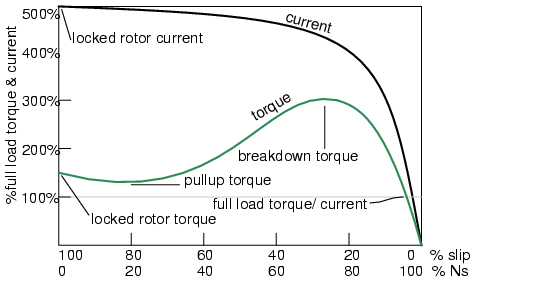 500%
current
locked rotor current
400%
%full load torque & current
300%
torque
200%
breakdown torque
pullup torque
100%
full load torque/ current
locked rotor torque
100 80 60 40 20 0 % slip
0 20 40 60 80 100 % Ns